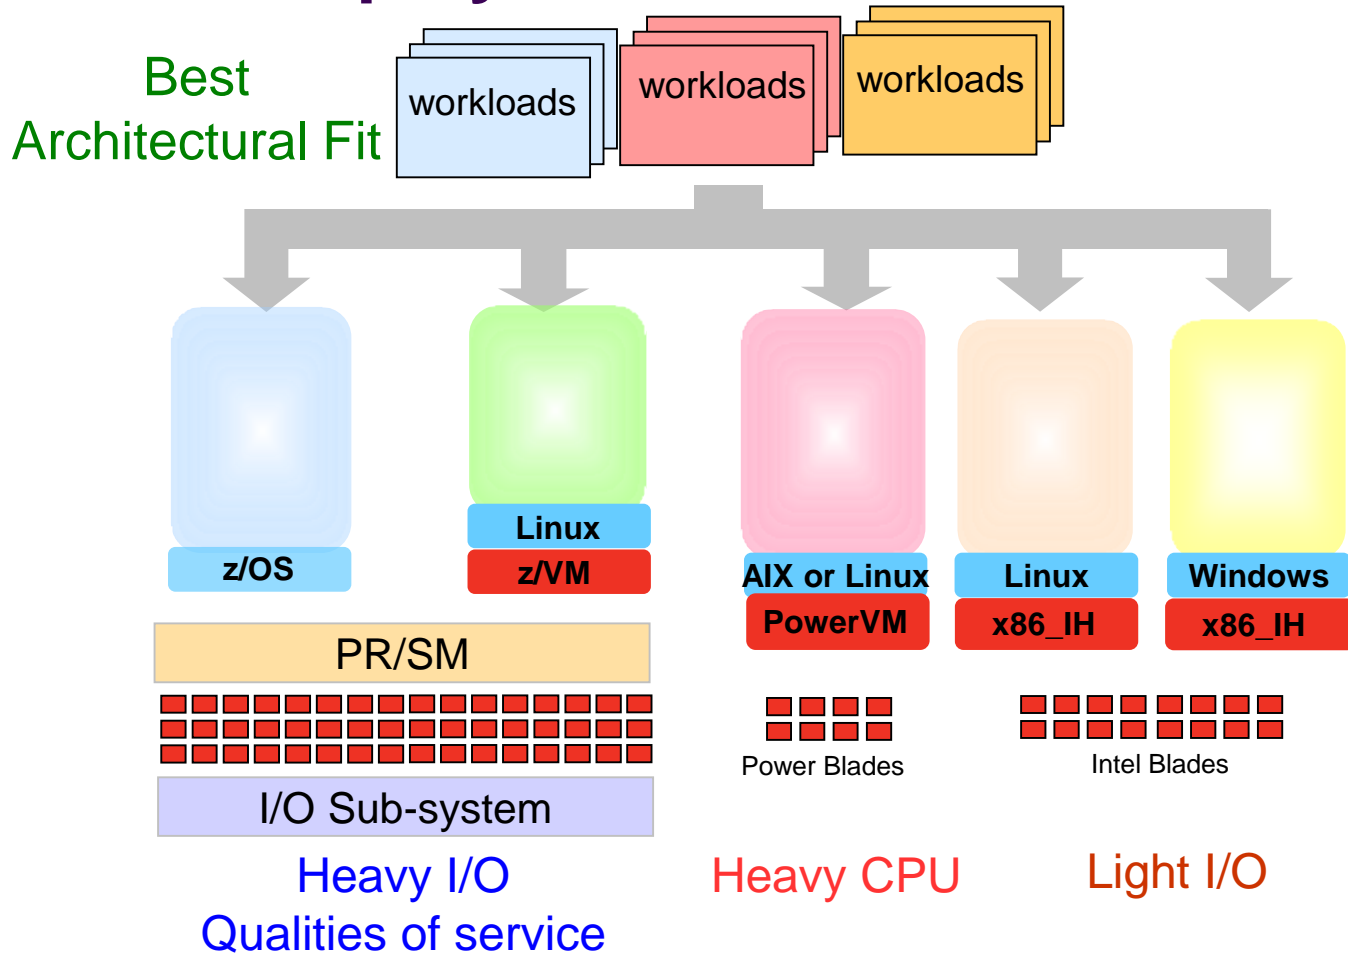 Best
Architectural Fit
workloads
workloads
workloads
z/OS
Linux
z/VM
AIX or Linux
PowerVM
Linux
x86_IH
Windows
x86_IH
PR/SM
I/O Sub-system
Power Blades
Intel Blades
Heavy I/O
Qualities of service
Heavy CPU
Light I/O